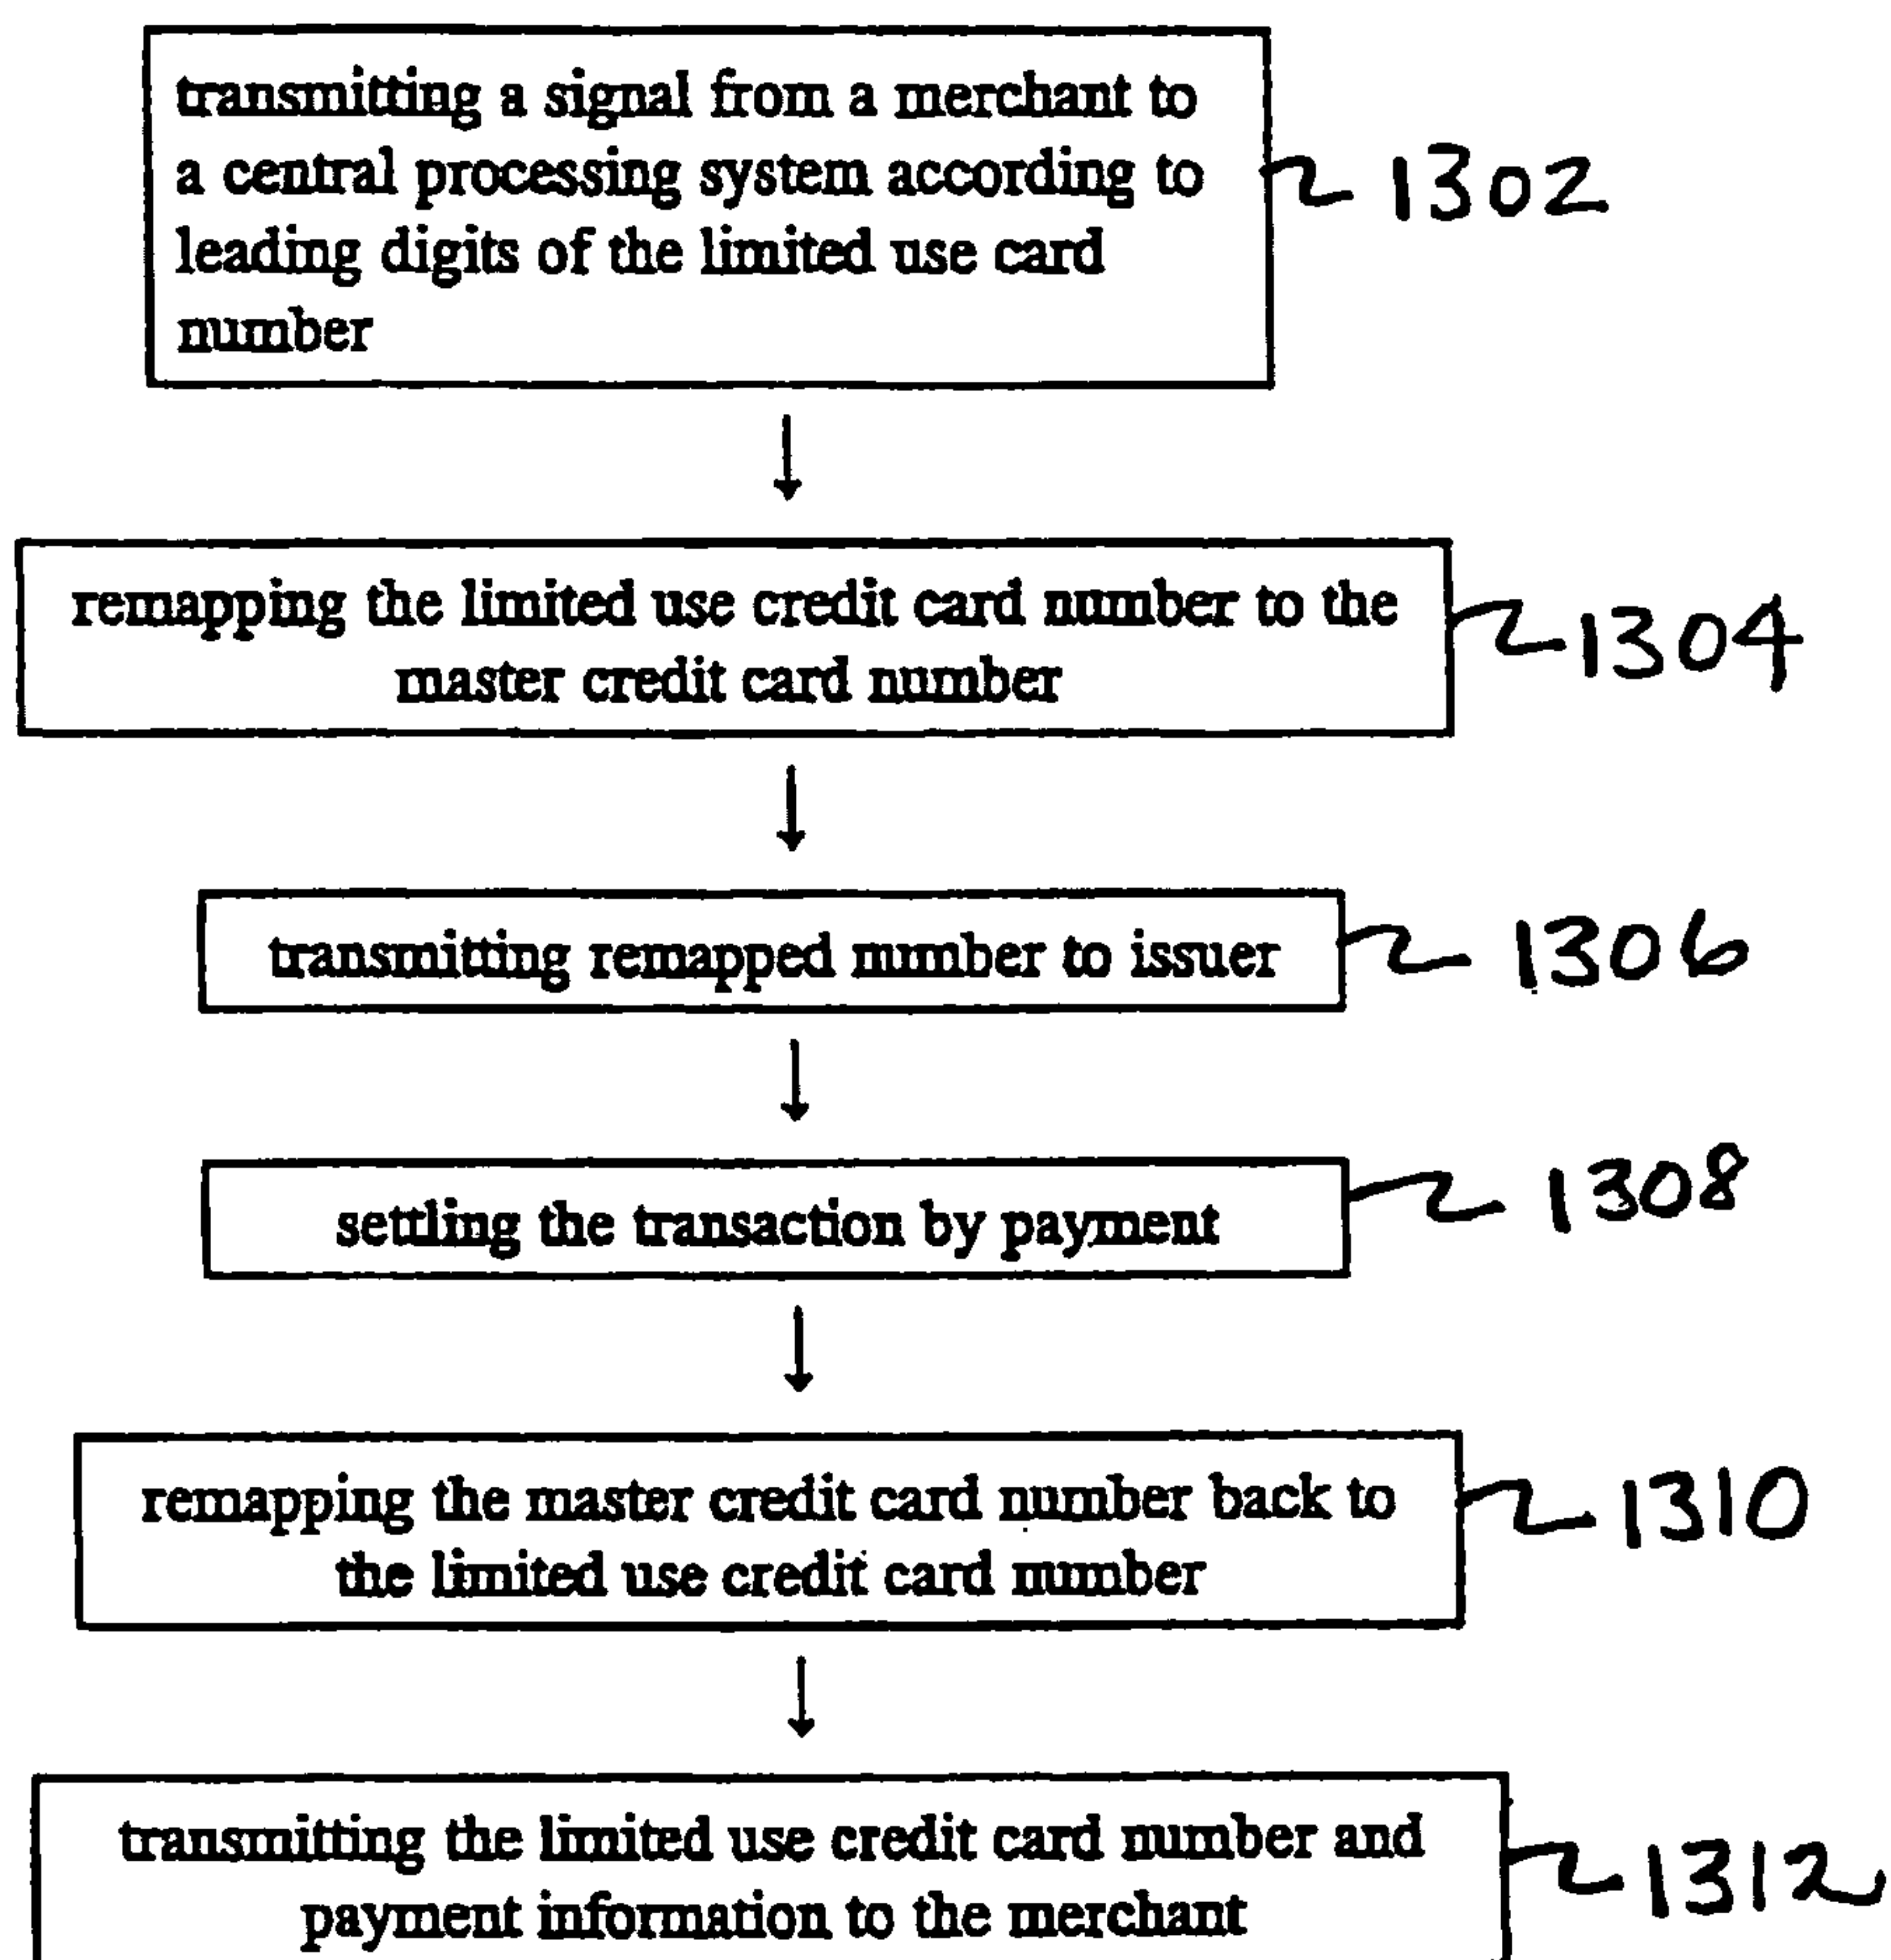 transmitting a signal from a merchant to
a central processing system according to
leading digits of the limited use card
number
1302
remapping the limited use credit card number to the
master credit card number
1304
transmitting remapped number to issuer
1306
settling the transaction by payment
1308
remapping the master credit card number back to
the limited use credit card number
1310
transmitting the limited use credit card number and
payment information to the merchant
1312